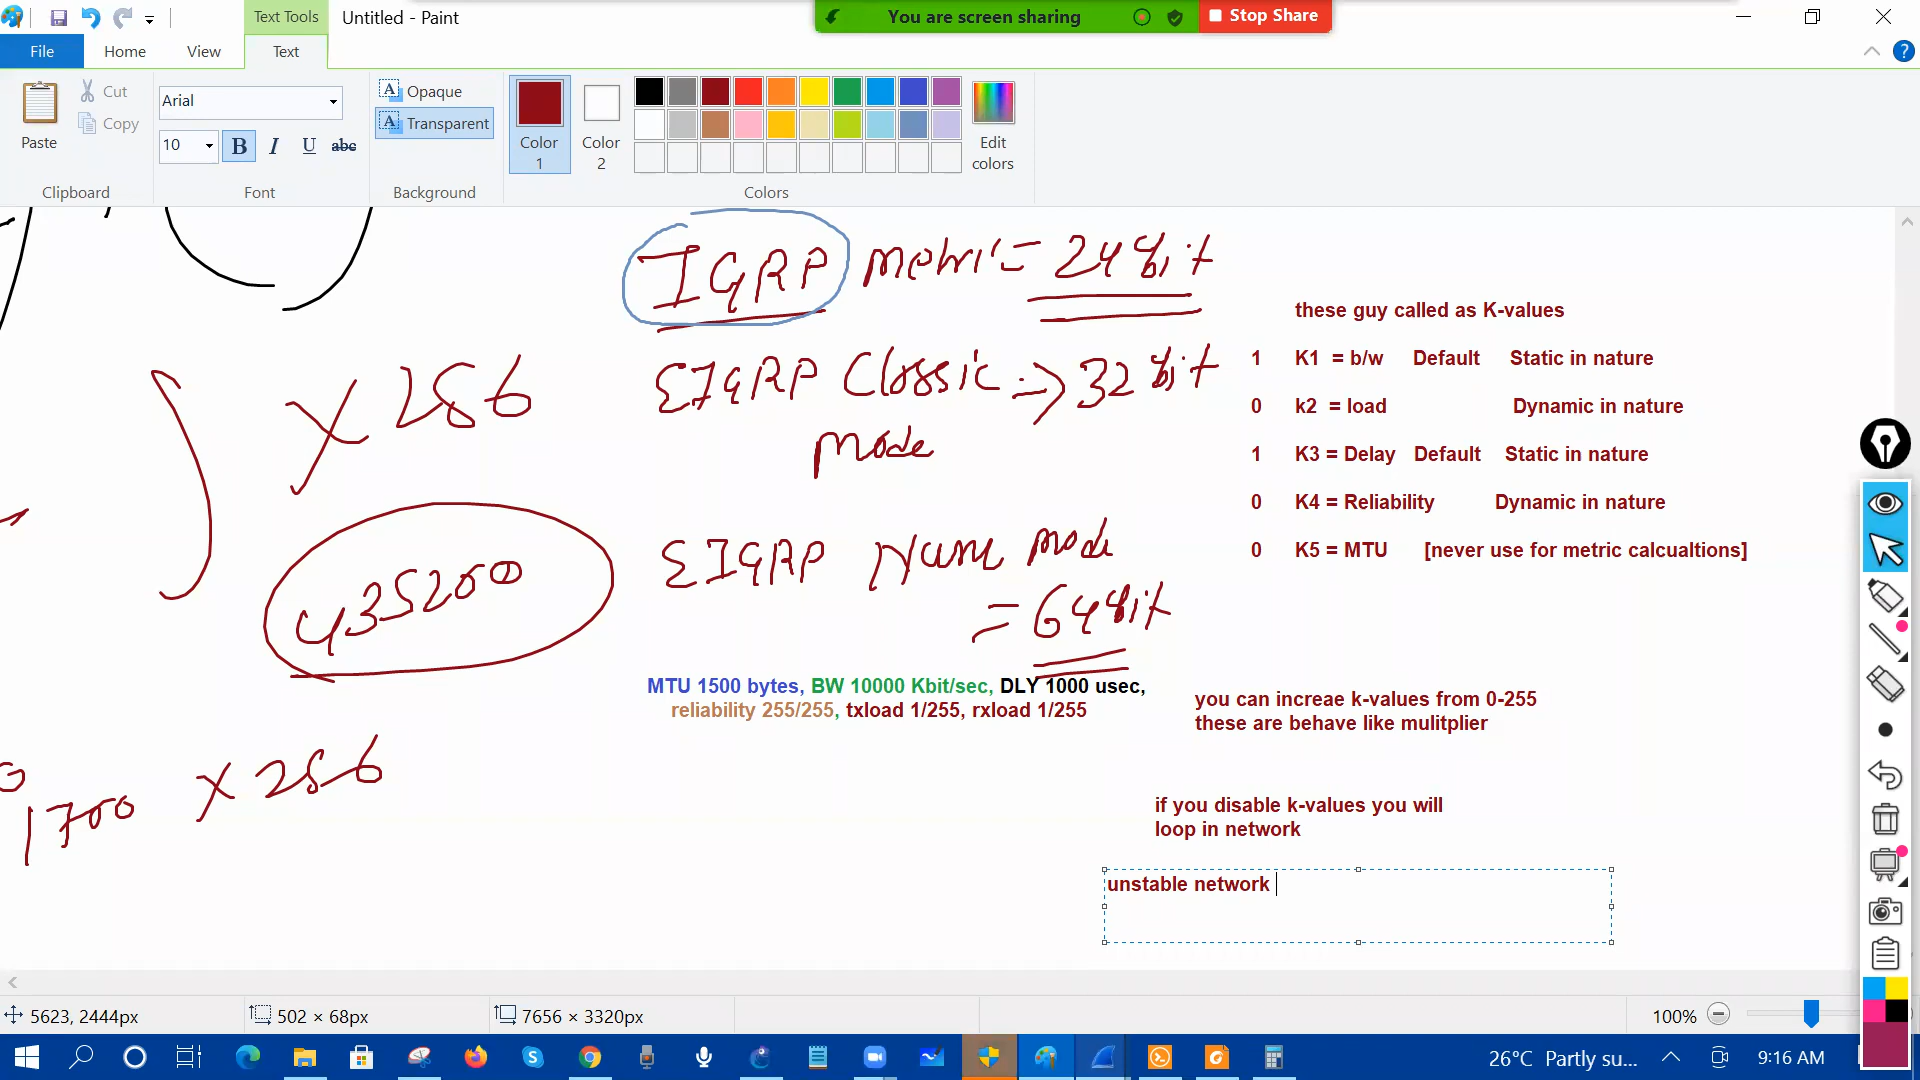 Text Tools
Untitled - Paint
You are screen sharing
Stop Share
File
Home
View
Text
Paste
Cut
Copy
Clipboard
Arial
10
B
I
U
abc
Font
A Opaque
A Transparent
Background
Color
1
Color
2
Edit
colors
Colors
IGRP Metric = 24 bit
EIGRP Classic => 32 bit
Mode
EIGRP Name mode
= 64 bit
X 256
435200
1700 X 256
MTU 1500 bytes, BW 10000 Kbit/sec, DLY 1000 usec,
reliability 255/255, txload 1/255, rxload 1/255
these guy called as K-values
1 K1 = b/w Default Static in nature
0 k2 = load Dynamic in nature
1 K3 = Delay Default Static in nature
0 K4 = Reliability Dynamic in nature
0 K5 = MTU [never use for metric calcualtions]
you can increae k-values from 0-255
these are behave like mulitplier
if you disable k-values you will
loop in network
unstable network
5623, 2444px
502 × 68px
7656 × 3320px
100%
26°C Partly su...
9:16 AM